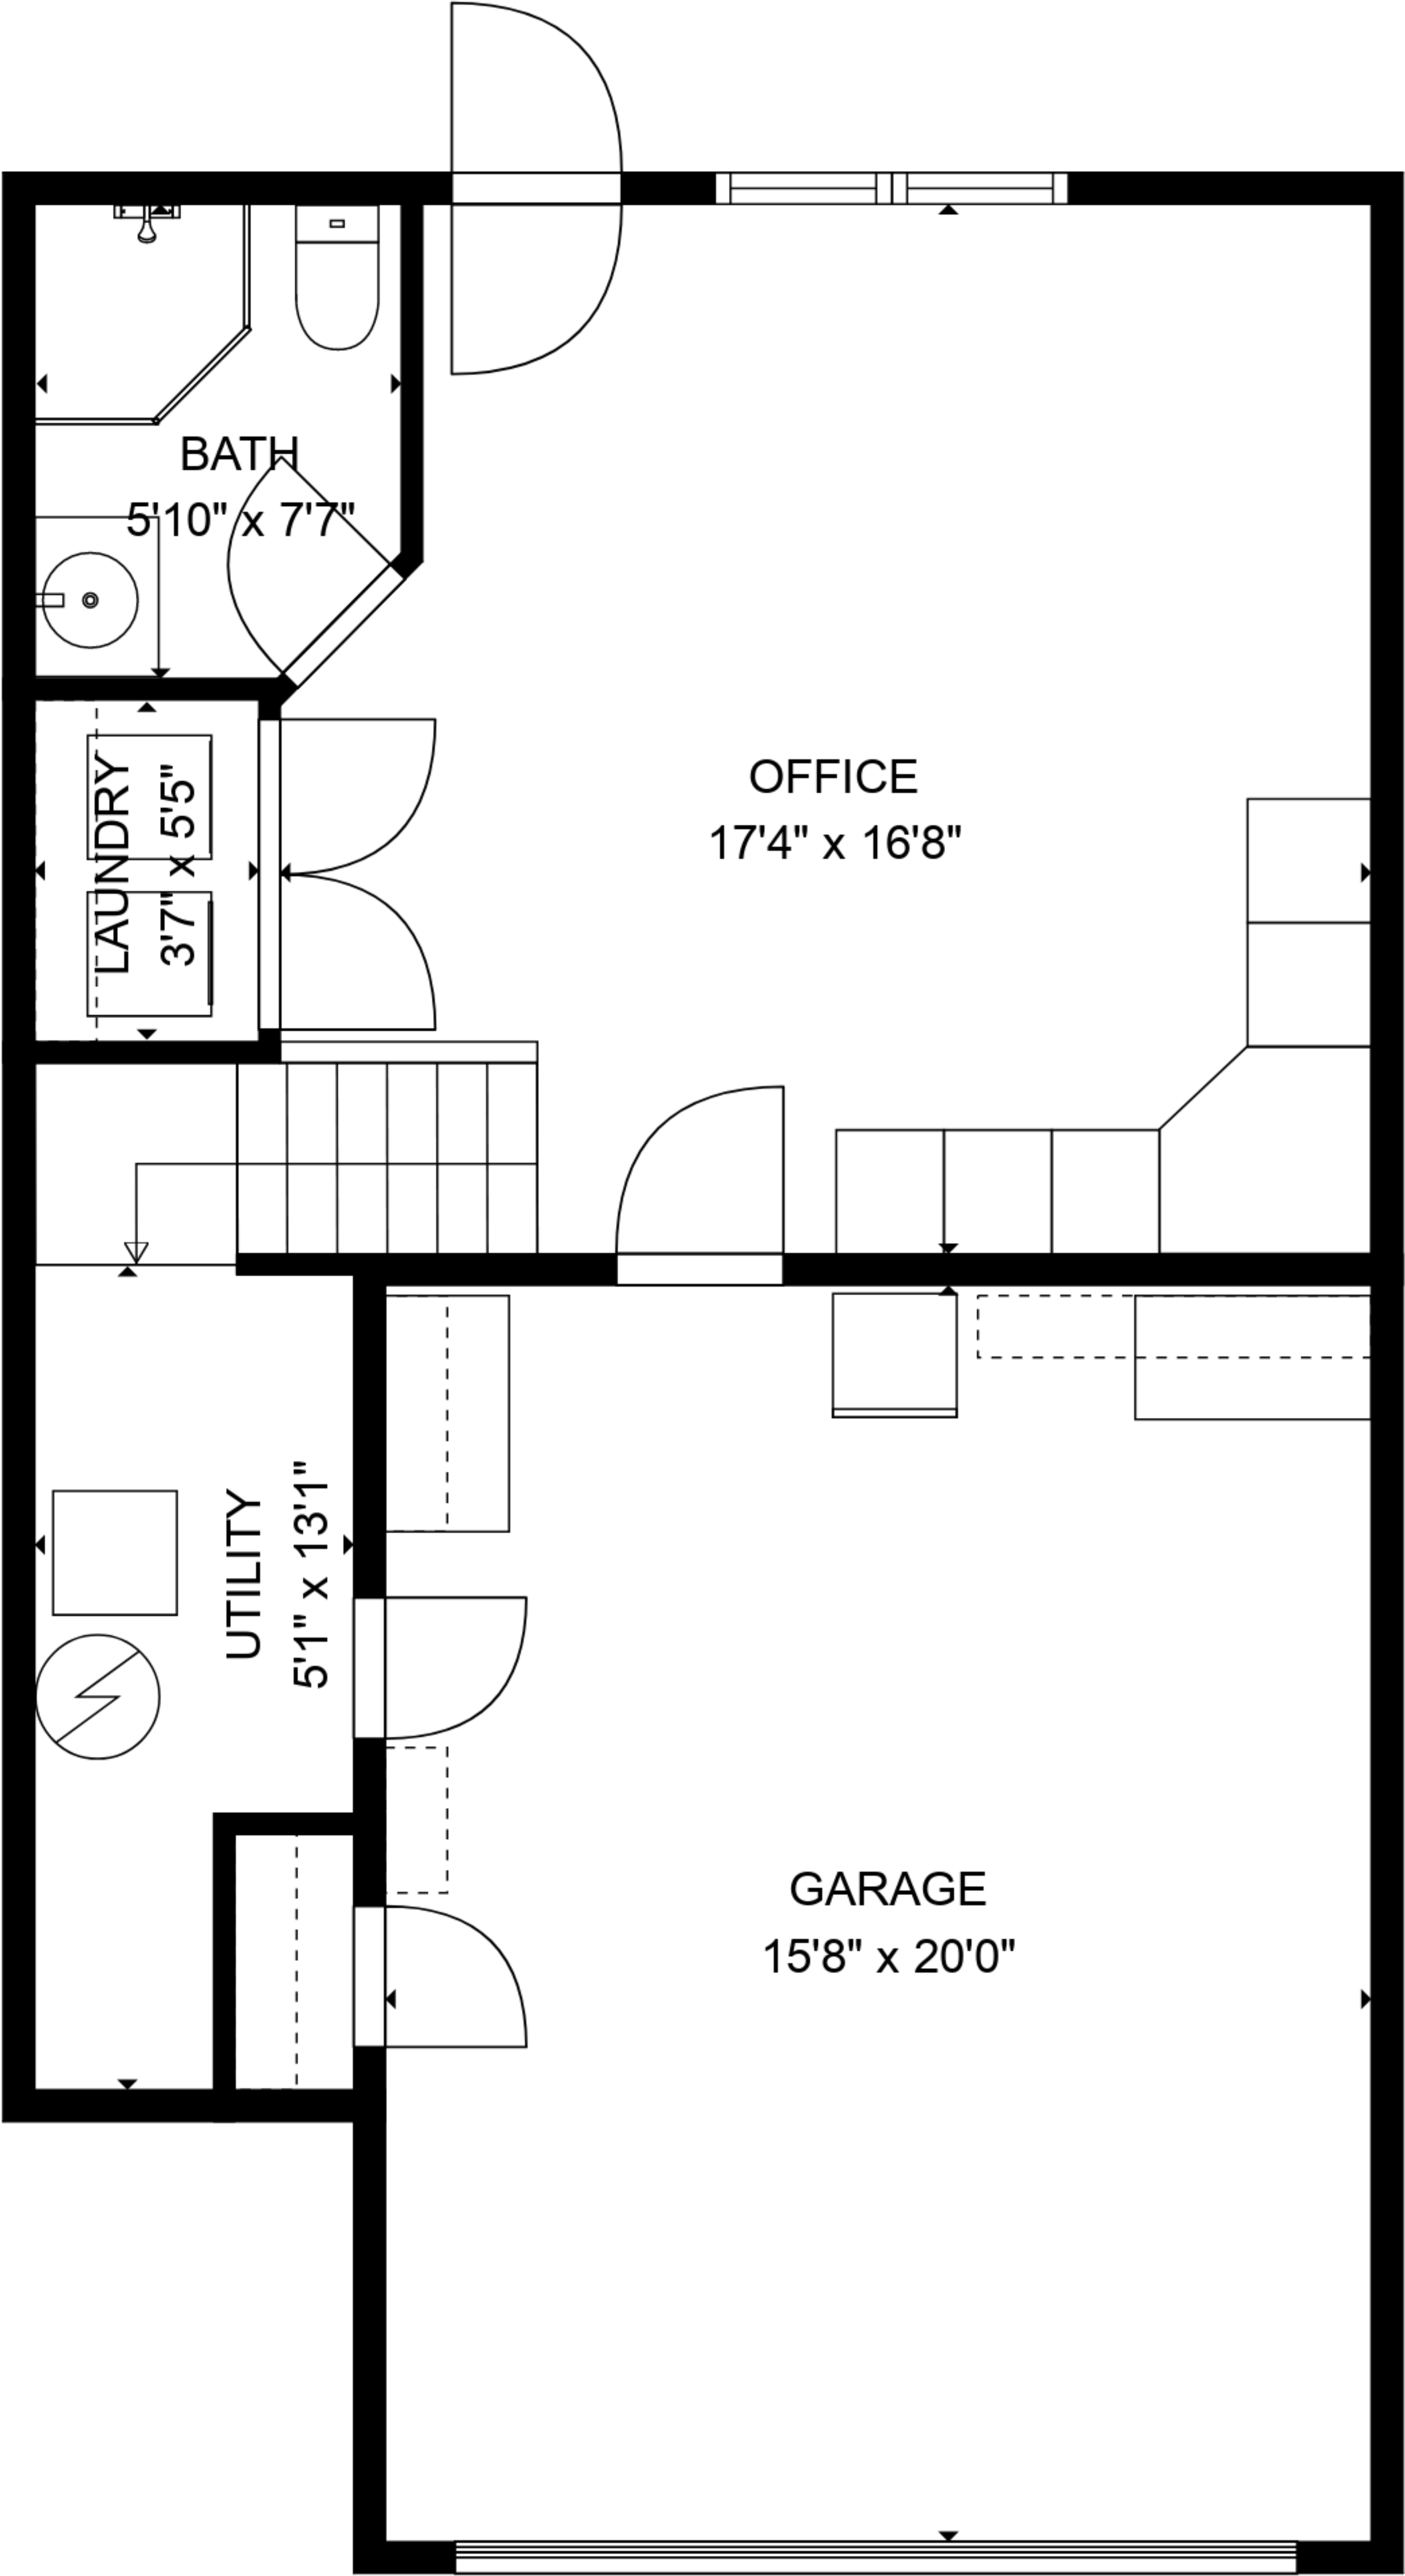 BATH
5'10" x 7'7"
LAUNDRY
3'7" x 5'5"
OFFICE
17'4" x 16'8"
UTILITY
5'1" x 13'1"
GARAGE
15'8" x 20'0"